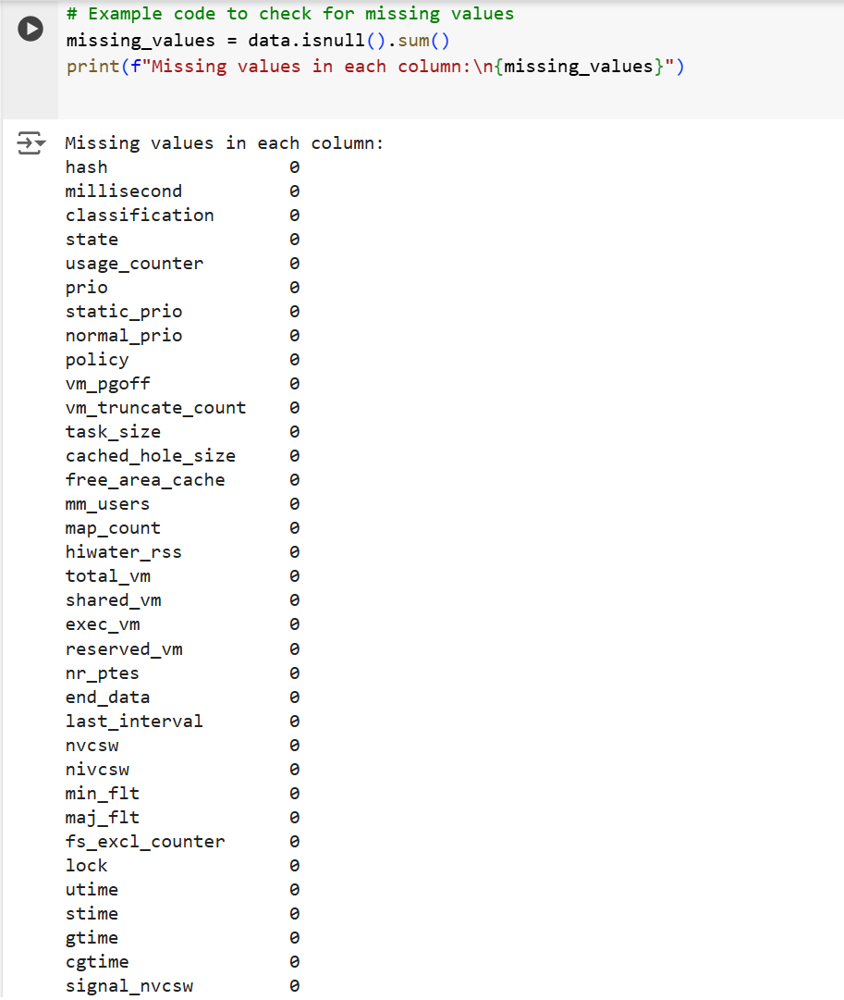 # Example code to check for missing values
missing_values = data.isnull().sum()
print(f"Missing values in each column:\n{missing_values}")
Missing values in each column:
hash 0
millisecond 0
classification 0
state 0
usage_counter 0
prio 0
static_prio 0
normal_prio 0
policy 0
vm_pgoff 0
vm_truncate_count 0
task_size 0
cached_hole_size 0
free_area_cache 0
mm_users 0
map_count 0
hiwater_rss 0
total_vm 0
shared_vm 0
exec_vm 0
reserved_vm 0
nr_ptes 0
end_data 0
last_interval 0
nvcsw 0
nivcsw 0
min_flt 0
maj_flt 0
fs_excl_counter 0
lock 0
utime 0
stime 0
gtime 0
cgtime 0
signal_nvcsw 0